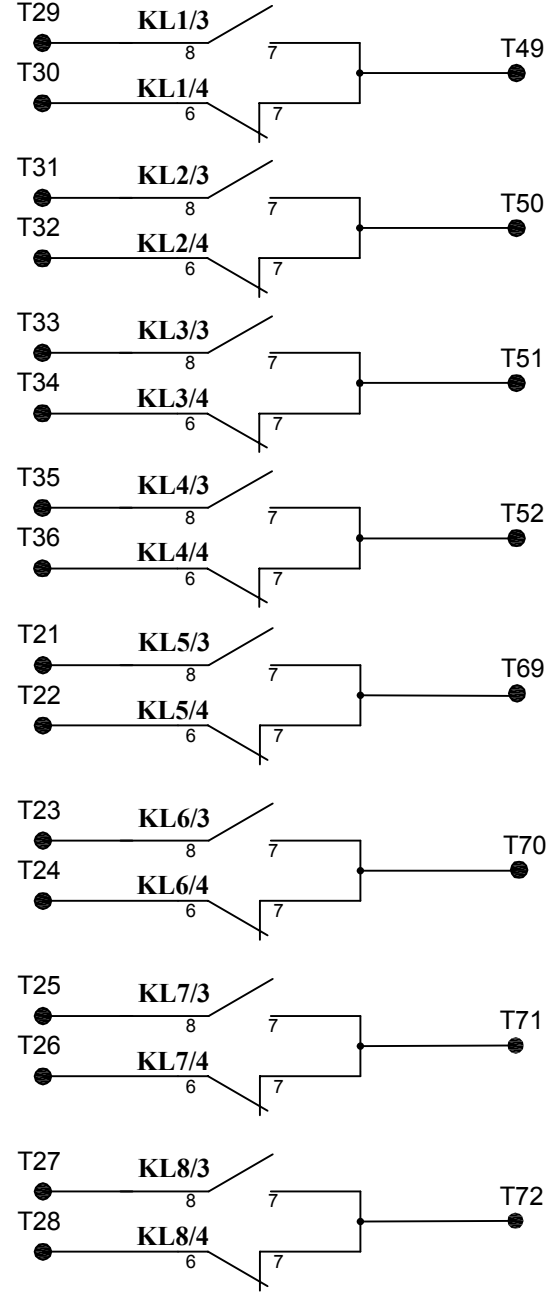 T29 KL1/3
8 7 T49
T30 KL1/4
6 7
T31 KL2/3
8 7 T50
T32 KL2/4
6 7
T33 KL3/3
8 7 T51
T34 KL3/4
6 7
T35 KL4/3
8 7 T52
T36 KL4/4
6 7
T21 KL5/3
8 7 T69
T22 KL5/4
6 7
T23 KL6/3
8 7 T70
T24 KL6/4
6 7
T25 KL7/3
8 7 T71
T26 KL7/4
6 7
T27 KL8/3
8 7 T72
T28 KL8/4
6 7